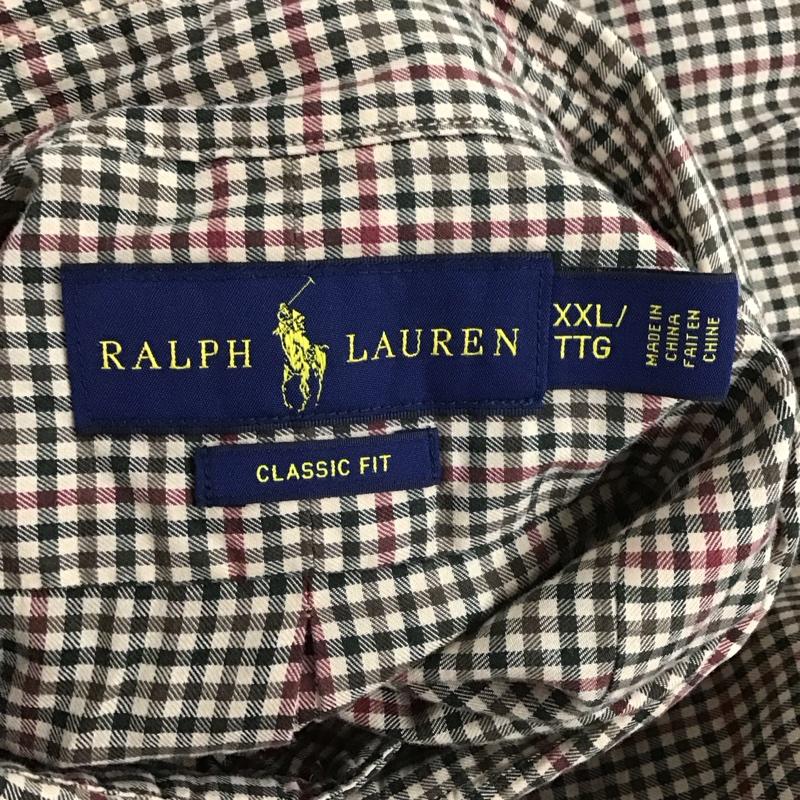 RALPH LAUREN
XXL/
TTG
MADE IN
CHINA
FAIT EN
CHINE
CLASSIC FIT